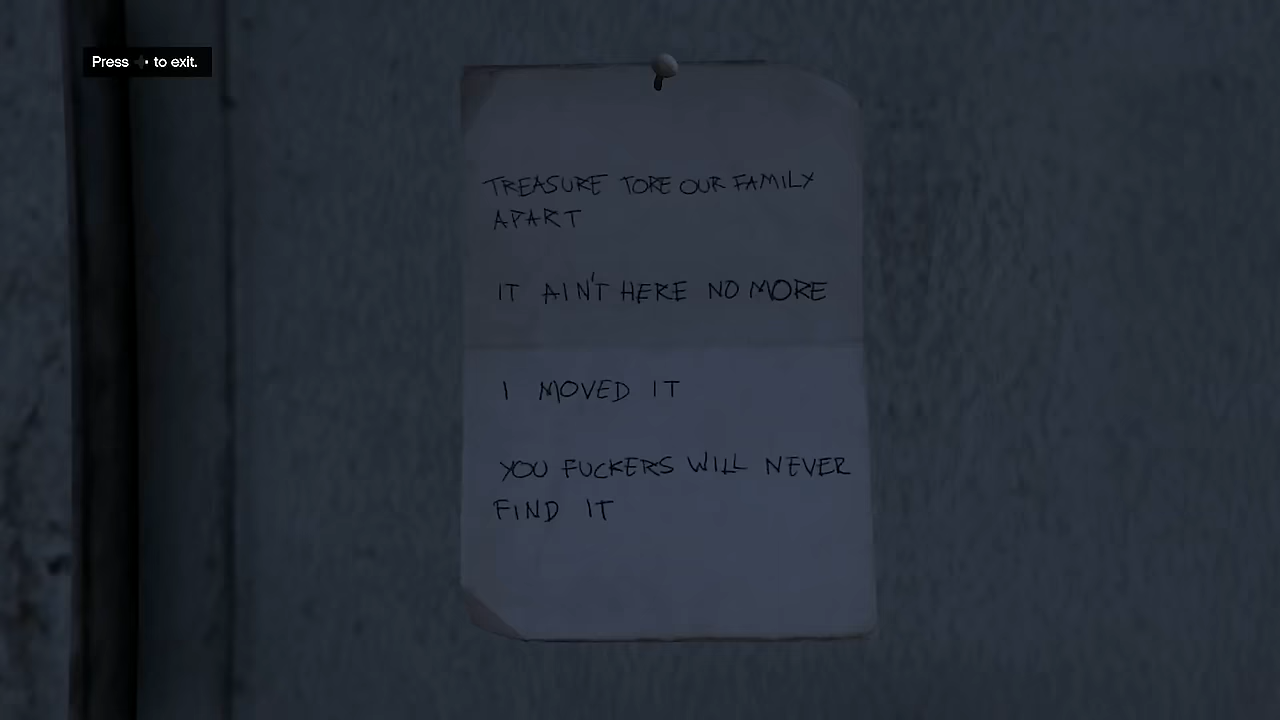 Press to exit.
TREASURE TORE OUR FAMILY
APART
IT AIN'T HERE NO MORE
I MOVED IT
YOU FUCKERS WILL NEVER
FIND IT